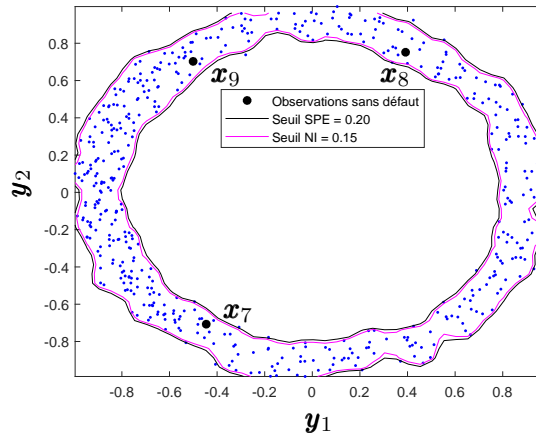 0.8
0.6
0.4
0.2
0
-0.2
-0.4
-0.6
-0.8
y2
x9
x8
Observations sans défaut
Seuil SPE = 0.20
Seuil NI = 0.15
x7
-0.8 -0.6 -0.4 -0.2 0 0.2 0.4 0.6 0.8
y1